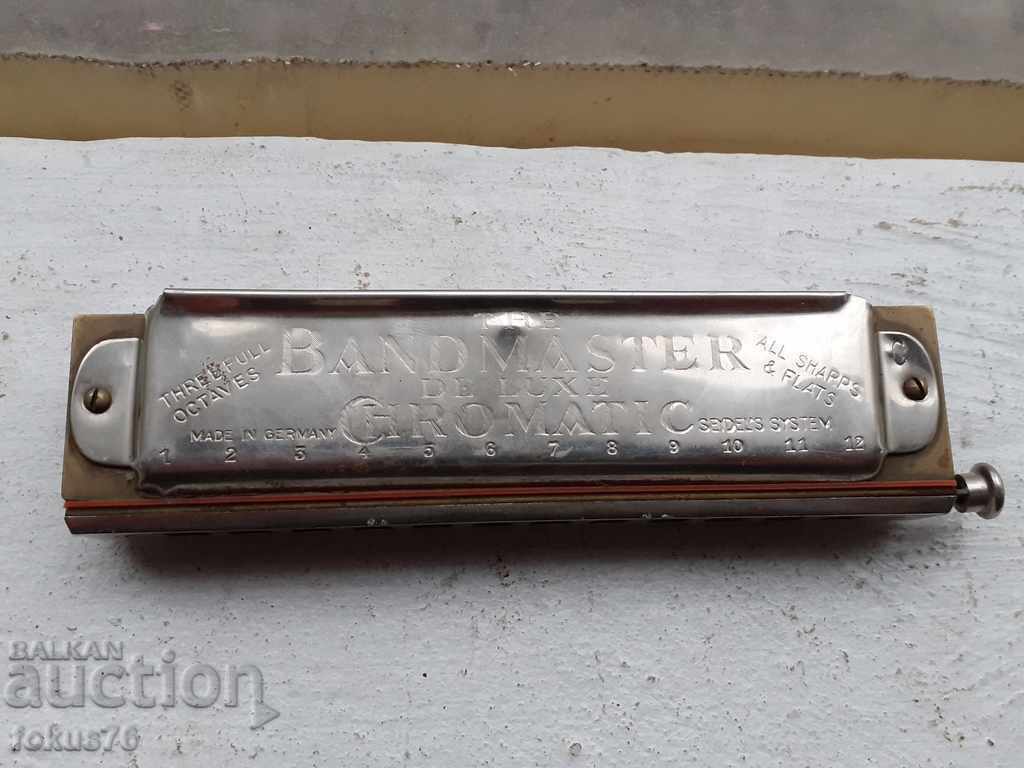 THE
BANDMASTER
DE LUXE
CHROMATIC
THREE FULL
OCTAVES
ALL SHARPS
& FLATS
C
MADE IN GERMANY
SEYDEL'S SYSTEM
1 2 3 4 5 6 7 8 9 10 11 12
BALKAN
auction
fokus76